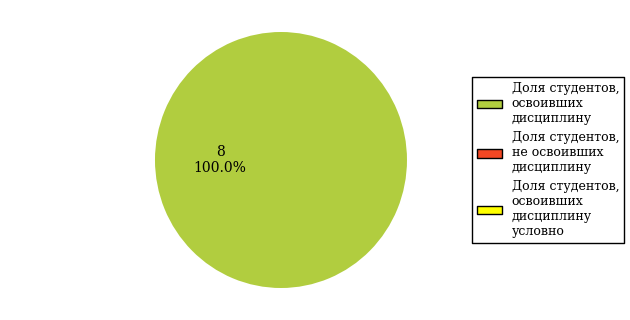 8
100.0%
Доля студентов,
освоивших
дисциплину
Доля студентов,
не освоивших
дисциплину
Доля студентов,
освоивших
дисциплину
условно